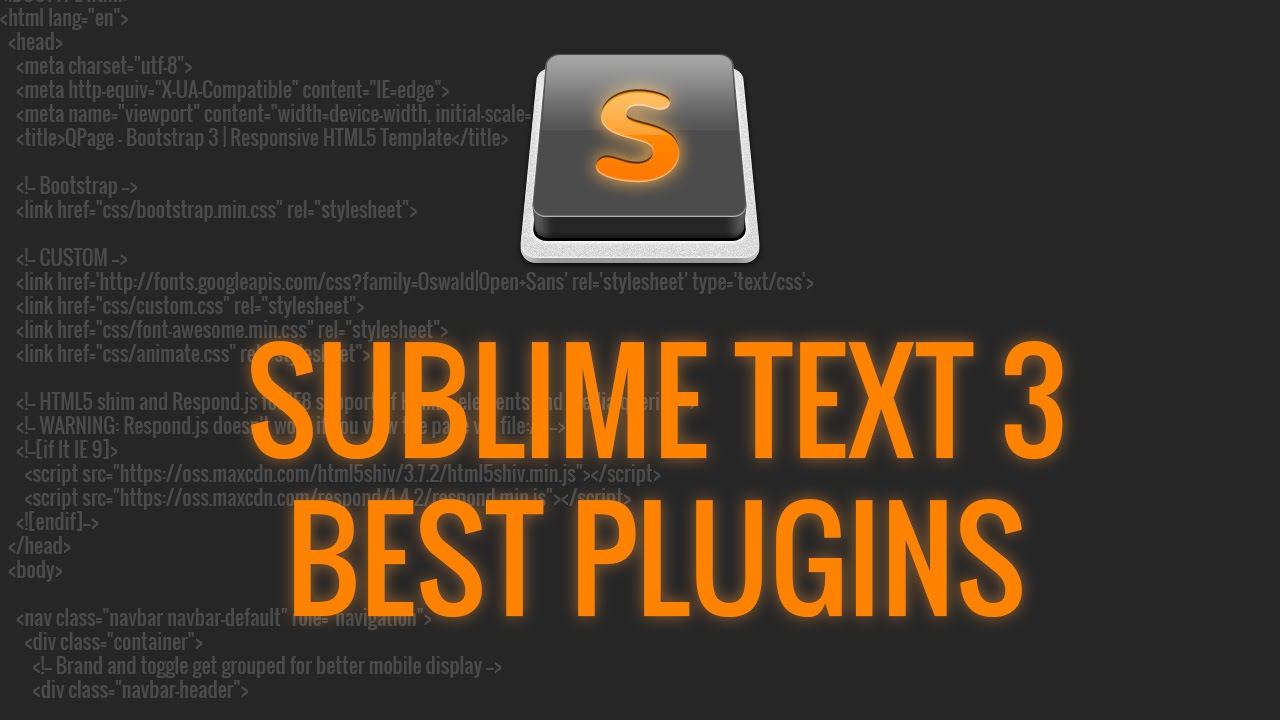 <html lang="en">
<head>
<meta charset="utf-8">
<meta http-equiv="X-UA-Compatible" content="IE=edge">
<meta name="viewport" content="width=device-width, initial-scale=
<title>QPage - Bootstrap 3 | Responsive HTML5 Template</title>
<!-- Bootstrap -->
<link href="css/bootstrap.min.css" rel="stylesheet">
<!-- CUSTOM -->
<link href='http://fonts.googleapis.com/css?family=Oswald|Open+Sans' rel='stylesheet' type='text/css'>
<link href="css/custom.css" rel="stylesheet">
<link href="css/font-awesome.min.css" rel="stylesheet">
<link href="css/animate.css" rel="stylesheet">
<!-- HTML5 shim and Respond.js
<!-- WARNING: Respond.js
<!--[if lt IE 9]>
<script src="https://oss.maxcdn.com/html5shiv/3.7.2/html5shiv.min.js"></script>
<script src="https://oss.maxcdn.com/respond/1.4.2/respond.min.js"></script>
<![endif]-->
</head>
<body>
<nav class="navbar navbar-default" role="navigation">
<div class="container">
<!-- Brand and toggle get grouped for better mobile display -->
<div class="navbar-header">
S
SUBLIME TEXT 3
BEST PLUGINS